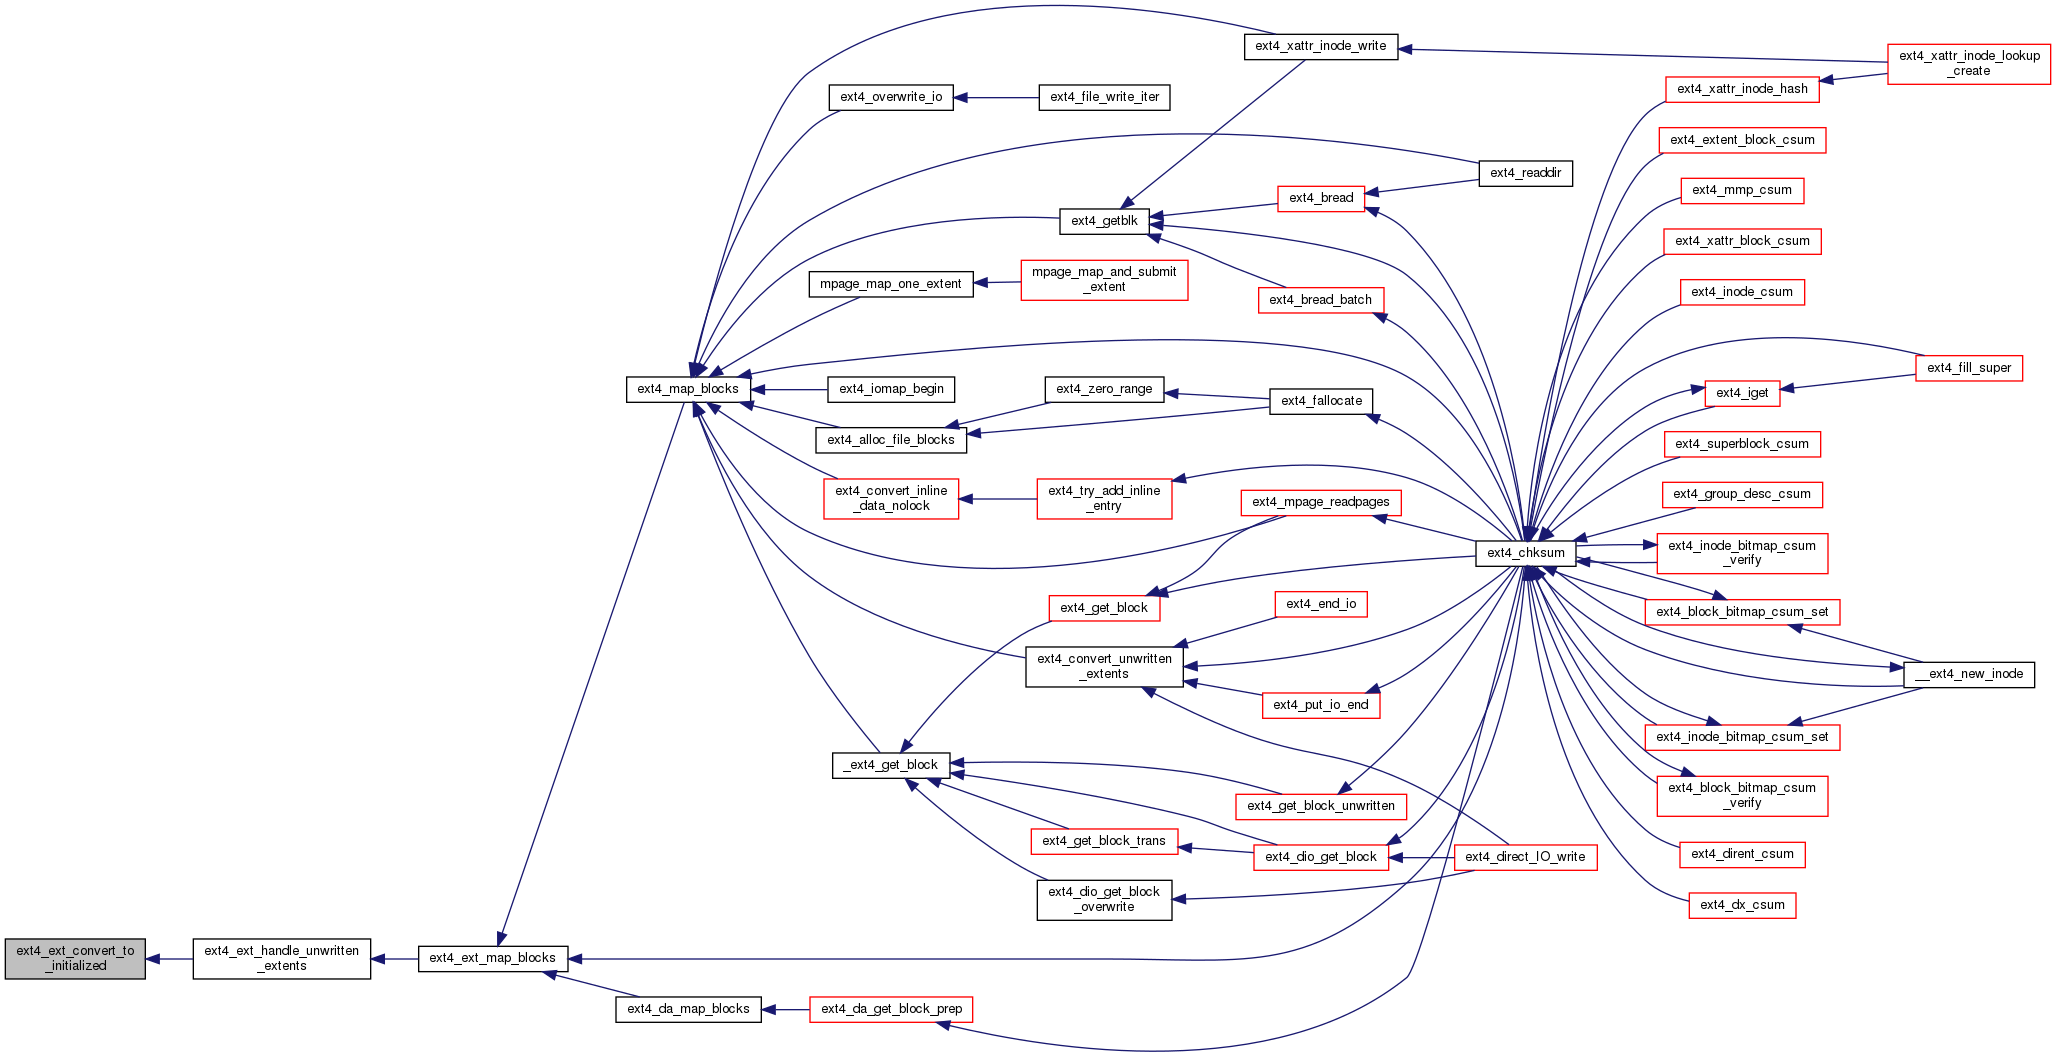 ext4_xattr_inode_write
ext4_xattr_inode_lookup
_create
ext4_xattr_inode_hash
ext4_overwrite_io
ext4_file_write_iter
ext4_extent_block_csum
ext4_readdir
ext4_mmp_csum
ext4_bread
ext4_getblk
ext4_xattr_block_csum
mpage_map_one_extent
mpage_map_and_submit
_extent
ext4_inode_csum
ext4_bread_batch
ext4_fill_super
ext4_map_blocks
ext4_iomap_begin
ext4_zero_range
ext4_iget
ext4_fallocate
ext4_alloc_file_blocks
ext4_superblock_csum
ext4_convert_inline
_data_nolock
ext4_try_add_inline
_entry
ext4_mpage_readpages
ext4_group_desc_csum
ext4_chksum
ext4_inode_bitmap_csum
_verify
ext4_get_block
ext4_end_io
ext4_block_bitmap_csum_set
ext4_convert_unwritten
_extents
__ext4_new_inode
ext4_put_io_end
ext4_inode_bitmap_csum_set
_ext4_get_block
ext4_get_block_unwritten
ext4_block_bitmap_csum
_verify
ext4_get_block_trans
ext4_dio_get_block
ext4_direct_IO_write
ext4_dirent_csum
ext4_dio_get_block
_overwrite
ext4_dx_csum
ext4_ext_convert_to
_initialized
ext4_ext_handle_unwritten
_extents
ext4_ext_map_blocks
ext4_da_map_blocks
ext4_da_get_block_prep